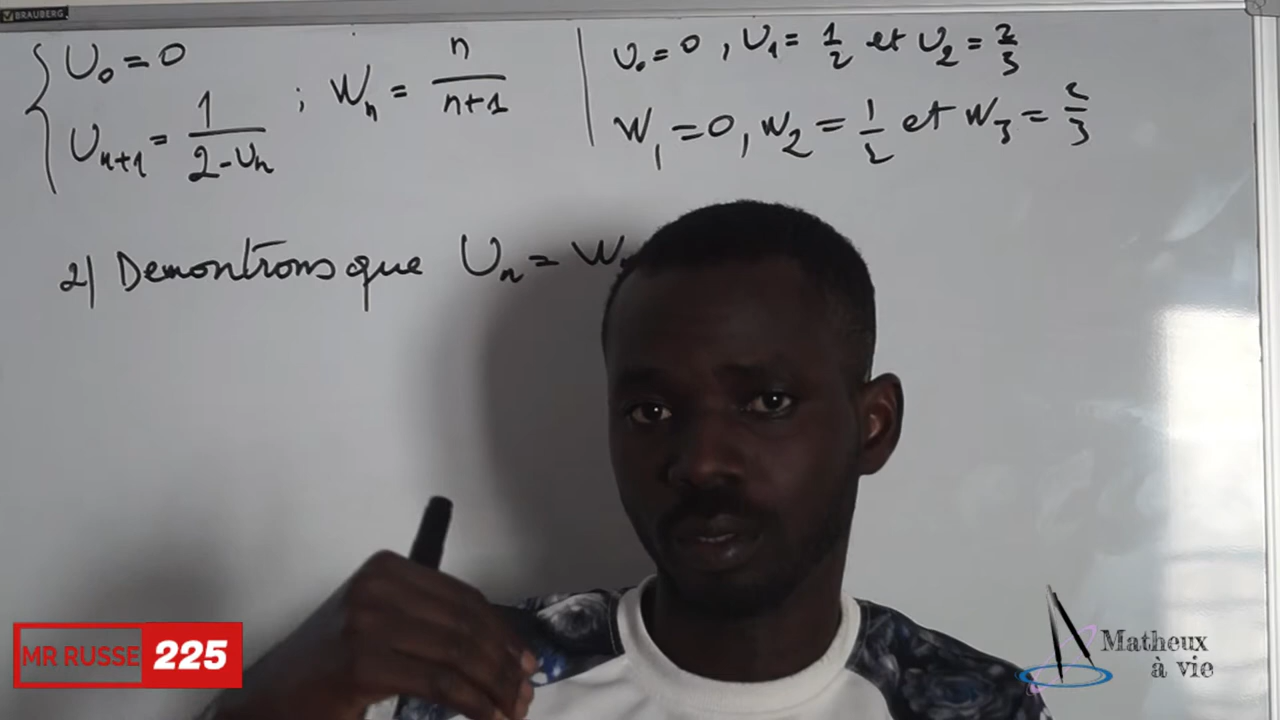 BRAUBERG
U₀ = 0
Uₙ₊₁ = 1/(2-Uₙ) ; Wₙ = n/(n+1)
U₀ = 0, U₁ = 1/2 et U₂ = 2/3
W₁ = 0, W₂ = 1/2 et W₃ = 2/3
2) Demontrons que Uₙ = W
MR RUSSE 225
Matheux
à vie